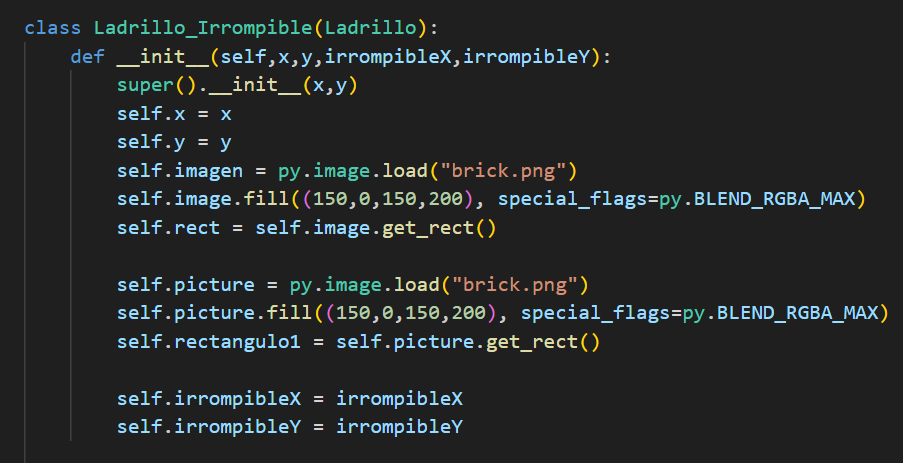 class Ladrillo_Irrompible(Ladrillo):
    def __init__(self,x,y,irrompibleX,irrompibleY):
        super().__init__(x,y)
        self.x = x
        self.y = y
        self.imagen = py.image.load("brick.png")
        self.image.fill((150,0,150,200), special_flags=py.BLEND_RGBA_MAX)
        self.rect = self.image.get_rect()

        self.picture = py.image.load("brick.png")
        self.picture.fill((150,0,150,200), special_flags=py.BLEND_RGBA_MAX)
        self.rectangulo1 = self.picture.get_rect()

        self.irrompibleX = irrompibleX
        self.irrompibleY = irrompibleY